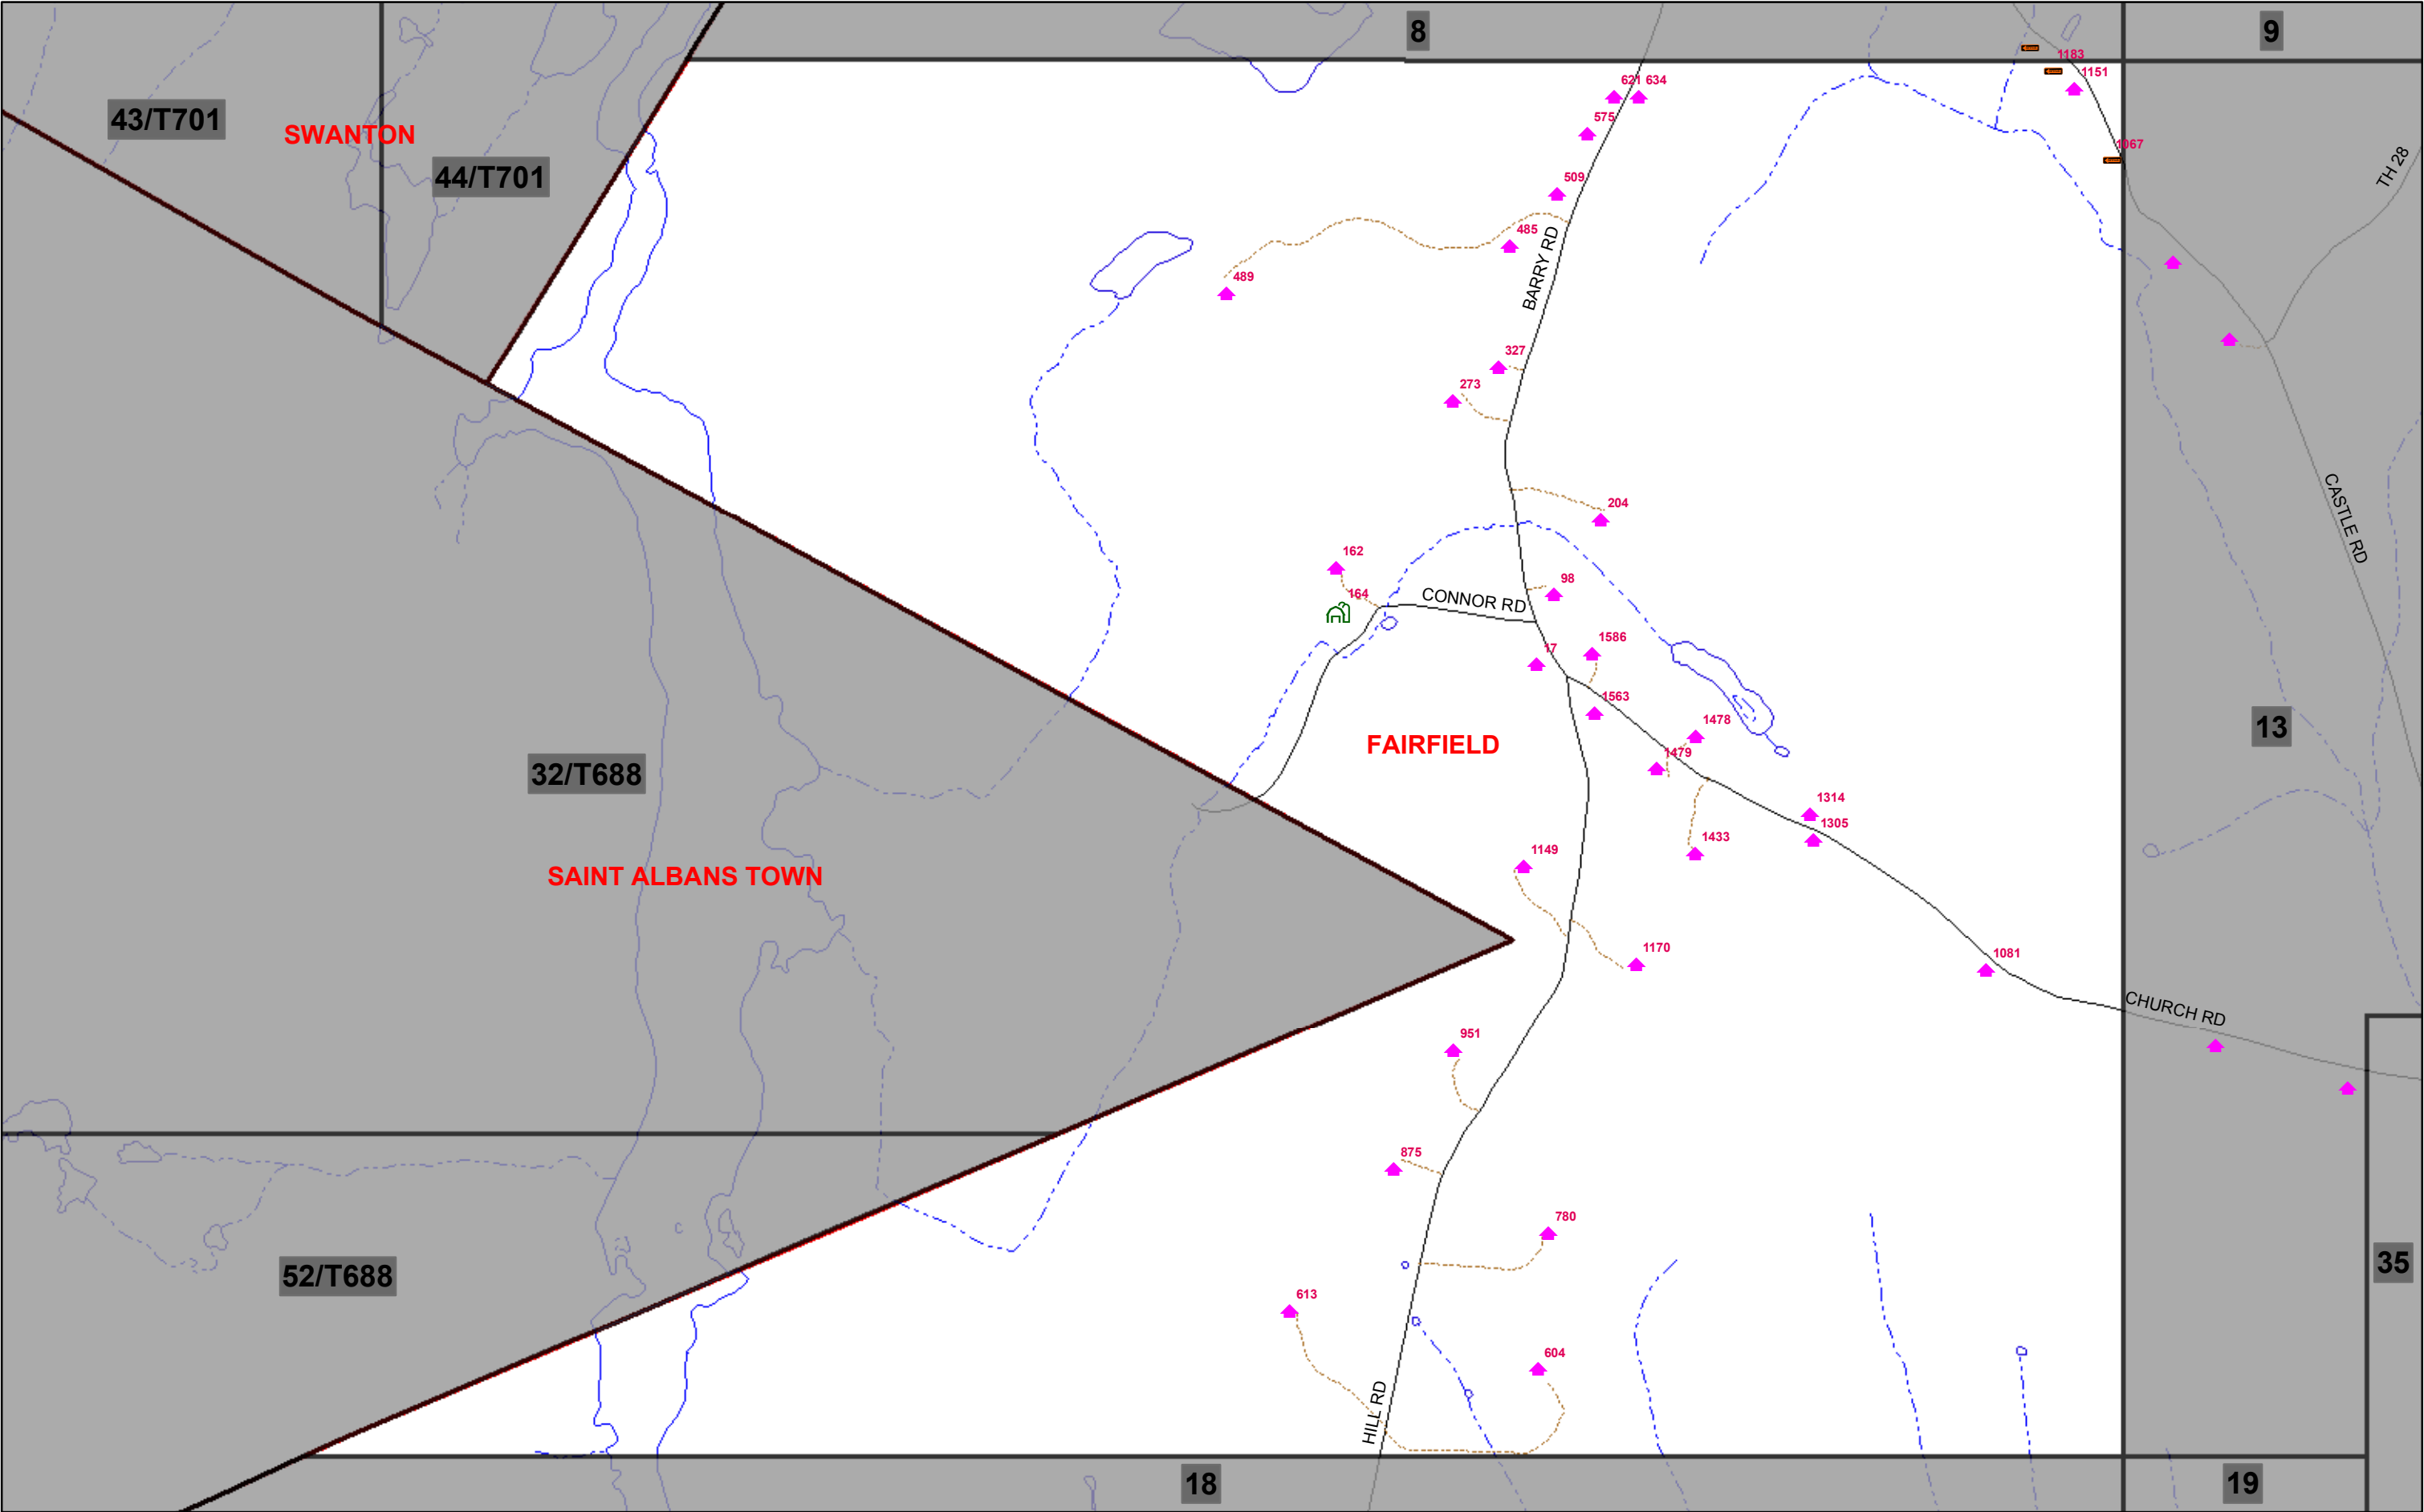 8
9
1183
1151
621 634
43/T701
575
SWANTON
1067
TH 28
44/T701
509
485
BARRY RD
489
327
273
204
CASTLE RD
162
98
164
CONNOR RD
1586
17
1563
1478
13
FAIRFIELD
1479
32/T688
1314
1305
1433
1149
SAINT ALBANS TOWN
1170
1081
CHURCH RD
951
875
780
52/T688
35
613
604
HILL RD
18
19